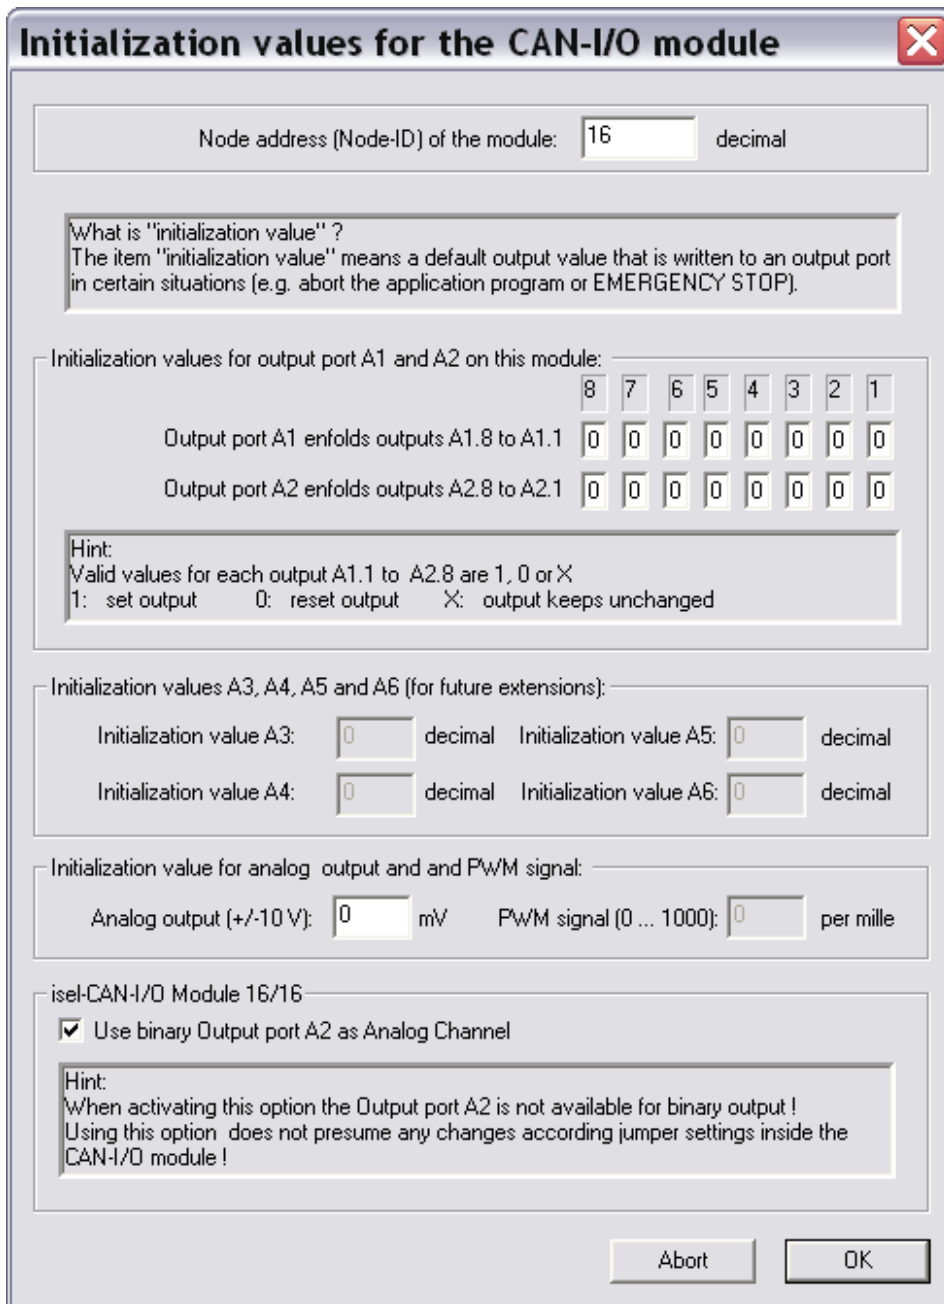 Initialization values for the CAN-I/O module
Node address (Node-ID) of the module: 16 decimal
What is "initialization value" ?
The item "initialization value" means a default output value that is written to an output port
in certain situations (e.g. abort the application program or EMERGENCY STOP).
Initialization values for output port A1 and A2 on this module:
8 7 6 5 4 3 2 1
Output port A1 enfolds outputs A1.8 to A1.1 0 0 0 0 0 0 0 0
Output port A2 enfolds outputs A2.8 to A2.1 0 0 0 0 0 0 0 0
Hint:
Valid values for each output A1.1 to A2.8 are 1, 0 or X
1: set output 0: reset output X: output keeps unchanged
Initialization values A3, A4, A5 and A6 (for future extensions):
Initialization value A3: 0 decimal Initialization value A5: 0 decimal
Initialization value A4: 0 decimal Initialization value A6: 0 decimal
Initialization value for analog output and and PWM signal:
Analog output (+/-10 V): 0 mV PWM signal (0 ... 1000): 0 per mille
isel-CAN-I/O Module 16/16
Use binary Output port A2 as Analog Channel
Hint:
When activating this option the Output port A2 is not available for binary output !
Using this option does not presume any changes according jumper settings inside the
CAN-I/O module !
Abort OK